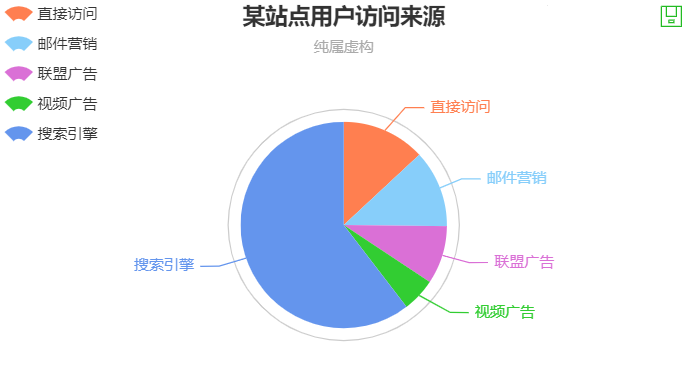 某站点用户访问来源
纯属虚构
直接访问
邮件营销
联盟广告
视频广告
搜索引擎
直接访问
邮件营销
联盟广告
视频广告
搜索引擎